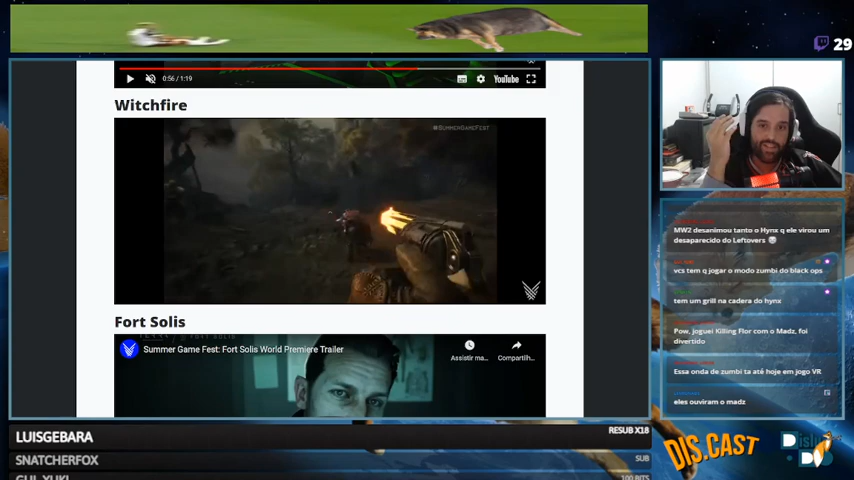 29
0:56 / 1:19
YouTube
Witchfire
#SUMMERGAMEFEST
Fort Solis
Summer Game Fest: Fort Solis World Premiere Trailer
Assistir ma...
Compartilh...
MW2 desanimou tanto o Hynx q ele virou um
desaparecido do Leftovers
vcs tem q jogar o modo zumbi do black ops
tem um grill na cadera do hynx
Pow, joguei Killing Flor com o Madz, foi
divertido
Essa onda de zumbi ta até hoje em jogo VR
eles ouviram o madz
LUISGEBARA
RESUB X18
SNATCHERFOX
SUB
100 BITS
DIS.CAST